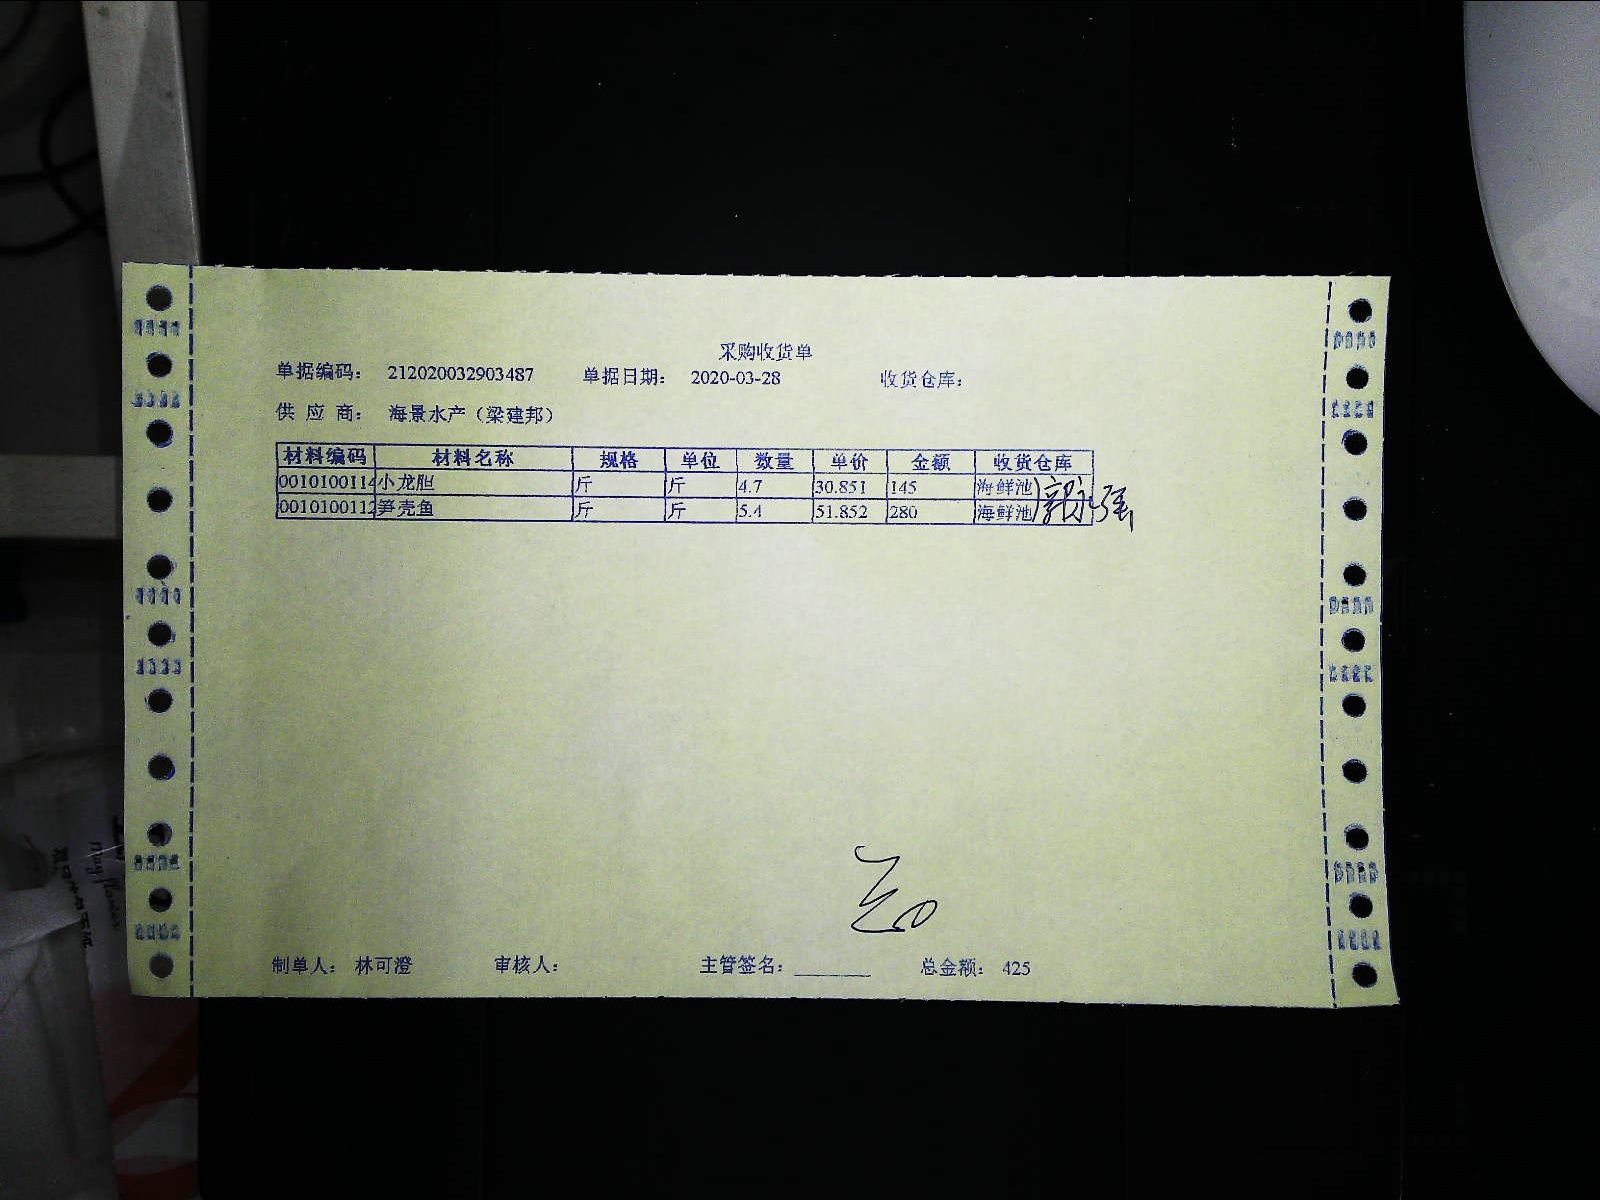 采购收货单
单据编码： 212020032903487 单据日期： 2020-03-28 收货仓库：
供 应 商： 海景水产（梁建邦）
材料编码 材料名称 规格 单位 数量 单价 金额 收货仓库
0010100114 小龙胆 斤 斤 4.7 30.851 145 海鲜池
0010100112 笋壳鱼 斤 斤 5.4 51.852 280 海鲜池
制单人： 林可澄 审核人： 主管签名：________ 总金额： 425